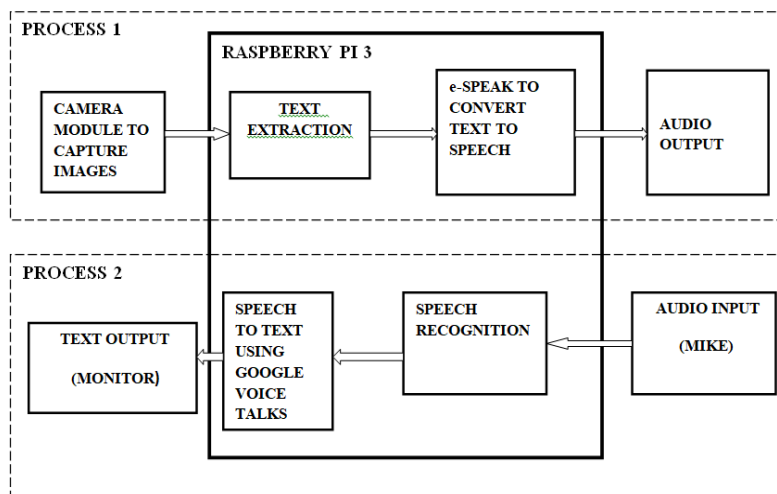 PROCESS 1
RASPBERRY PI 3
CAMERA
MODULE TO
CAPTURE
IMAGES
TEXT
EXTRACTION
e-SPEAK TO
CONVERT
TEXT TO
SPEECH
AUDIO
OUTPUT
PROCESS 2
TEXT OUTPUT
(MONITOR)
SPEECH
TO TEXT
USING
GOOGLE
VOICE
TALKS
SPEECH
RECOGNITION
AUDIO INPUT
(MIKE)